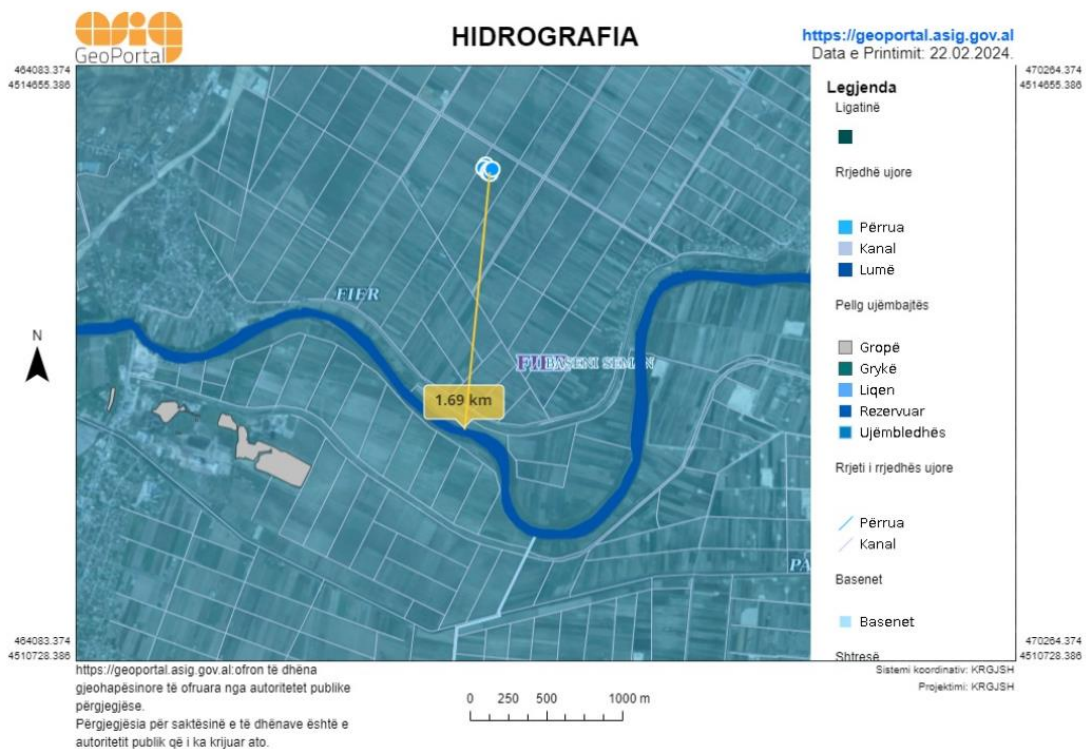 asig
GeoPortal
HIDROGRAFIA
https://geoportal.asig.gov.al
Data e Printimit: 22.02.2024.
464083.374
4514655.386
470264.374
4514655.386
Legjenda
Ligatinë
Rrjedhë ujore
Përrua
Kanal
Lumë
Pellg ujëmbajtës
Gropë
Grykë
Liqen
Rezervuar
Ujëmbledhës
Rrjeti i rrjedhës ujore
Përrua
Kanal
Basenet
Basenet
Shtresë
N
FIER
BASENI SEMAN
1.69 km
464083.374
4510728.386
470264.374
4510728.386
https://geoportal.asig.gov.al:ofron të dhëna
gjeohapësinore të ofruara nga autoritetet publike
përgjegjëse.
Përgjegjësia për saktësinë e të dhënave është e
autoritetit publik që i ka krijuar ato.
0 250 500 1000 m
Sistemi koordinativ: KRGJSH
Projektimi: KRGJSH